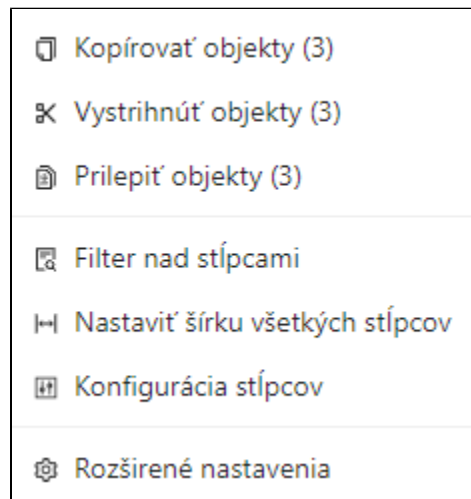 Kopírovať objekty (3)
Vystrihnúť objekty (3)
Prilepiť objekty (3)
Filter nad stĺpcami
Nastaviť šírku všetkých stĺpcov
Konfigurácia stĺpcov
Rozšírené nastavenia